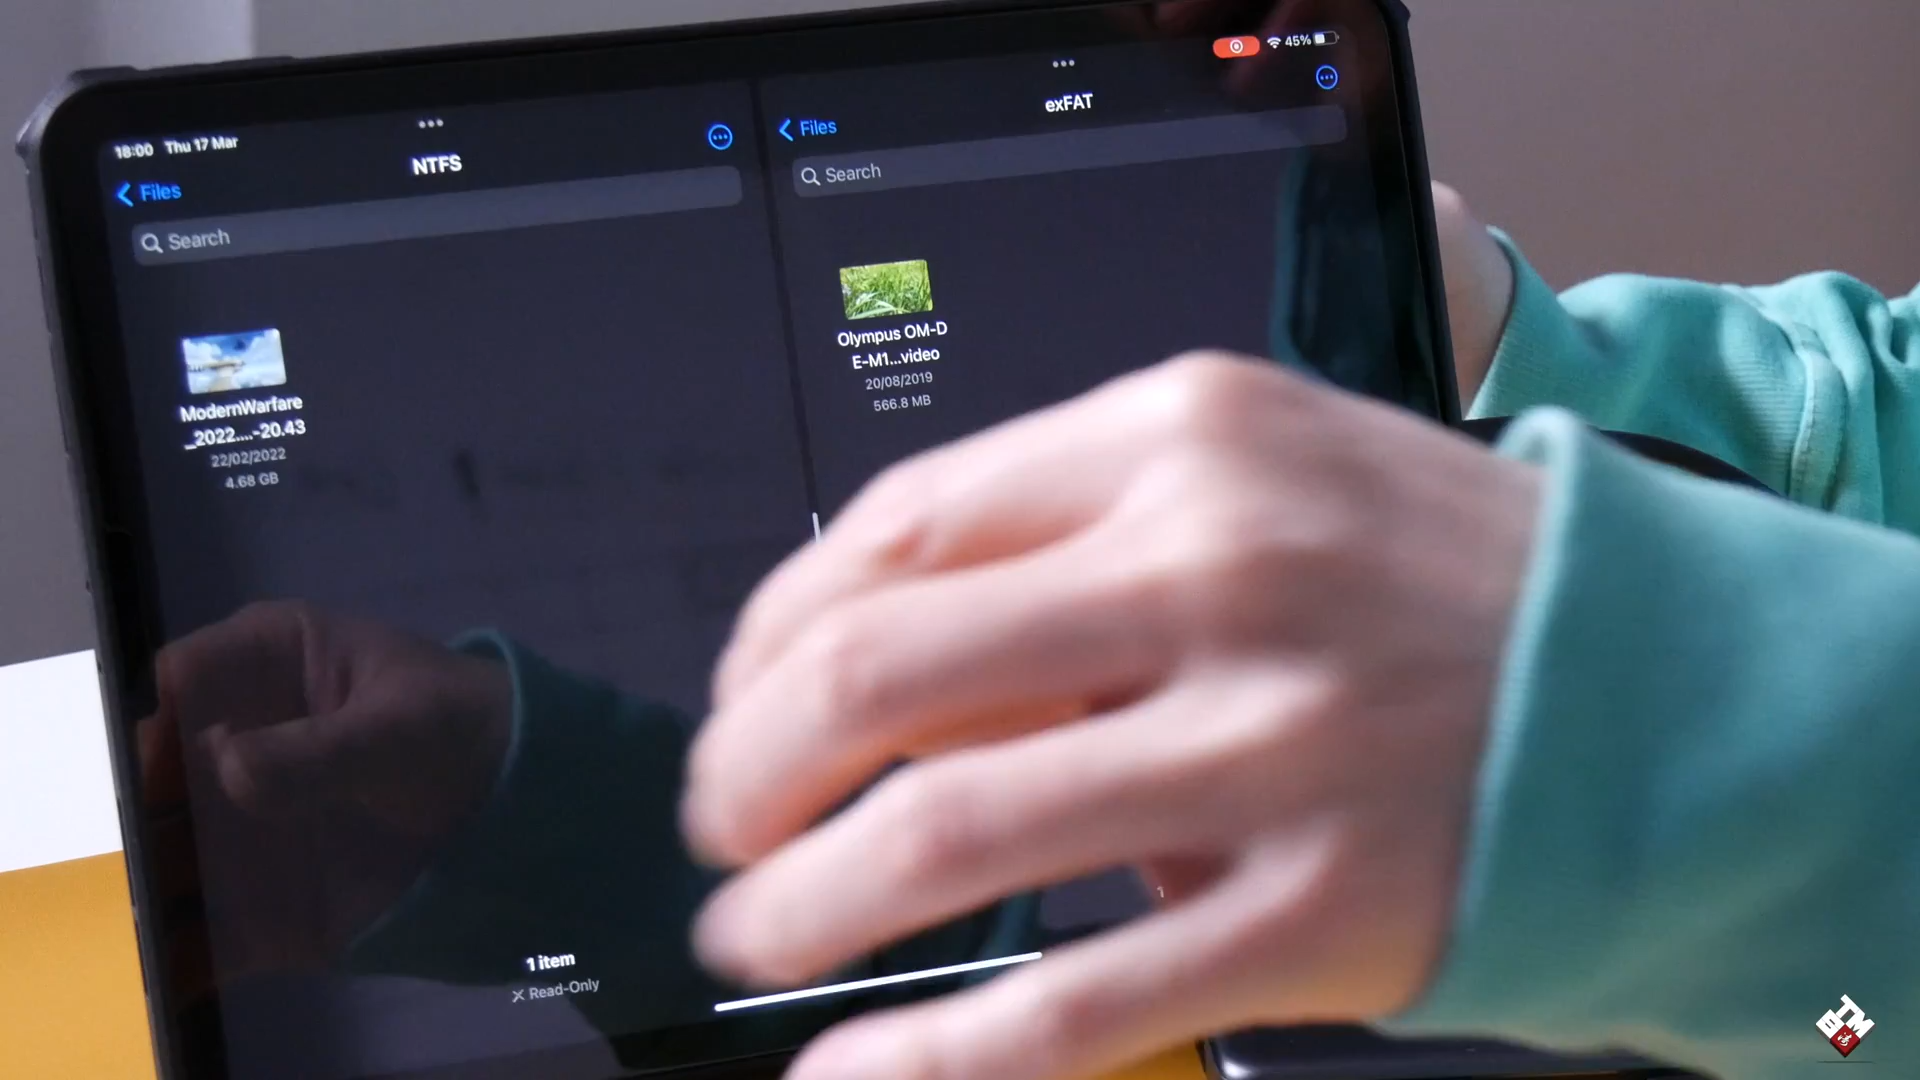 18:00 Thu 17 Mar
NTFS
Files
Search
ModernWarfare
_2022....-20.43
22/02/2022
4.68 GB
1 item
Read-Only
45%
exFAT
Files
Search
Olympus OM-D
E-M1...video
20/08/2019
566.8 MB
1